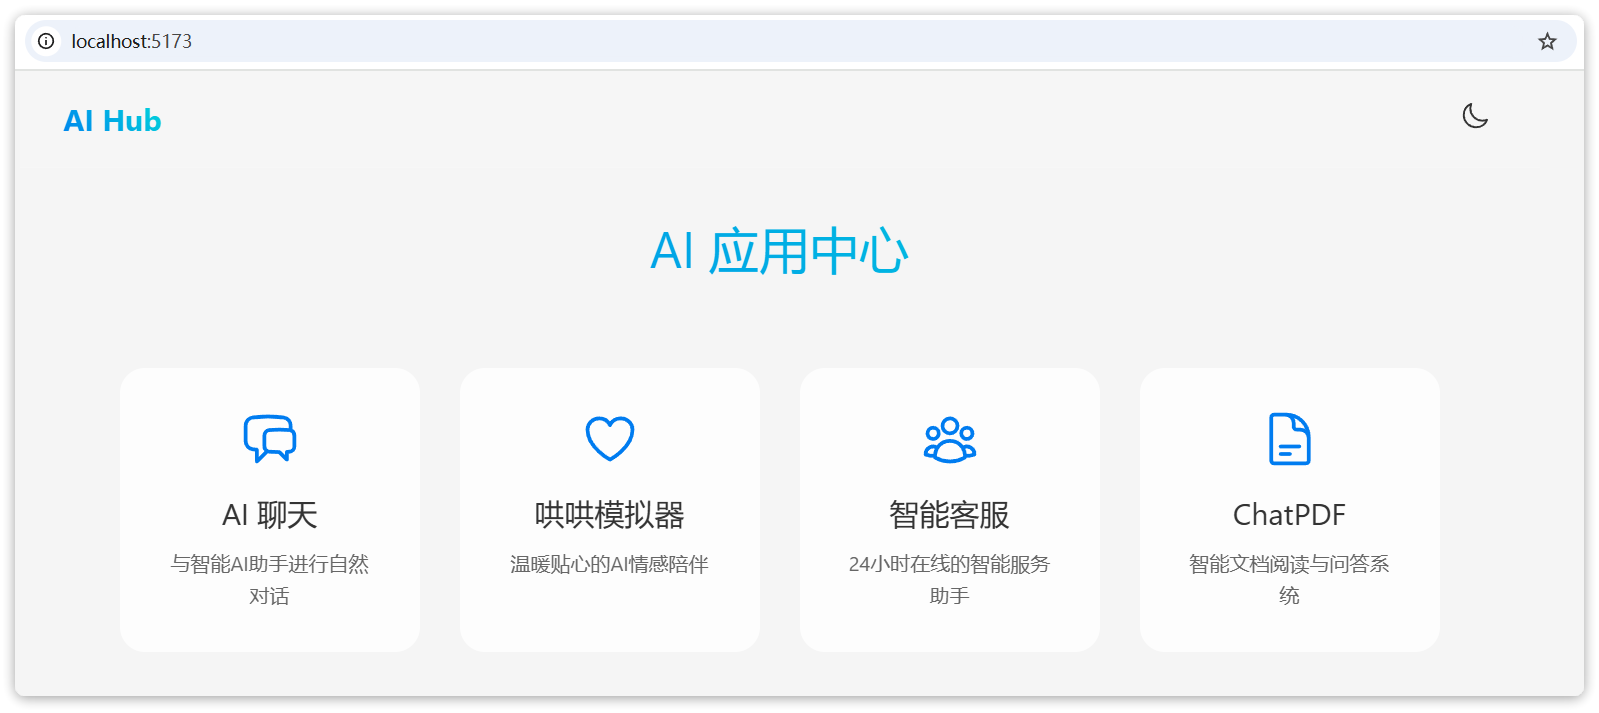 localhost:5173
AI Hub
AI 应用中心
AI 聊天
与智能AI助手进行自然
对话
哄哄模拟器
温暖贴心的AI情感陪伴
智能客服
24小时在线的智能服务
助手
ChatPDF
智能文档阅读与问答系
统